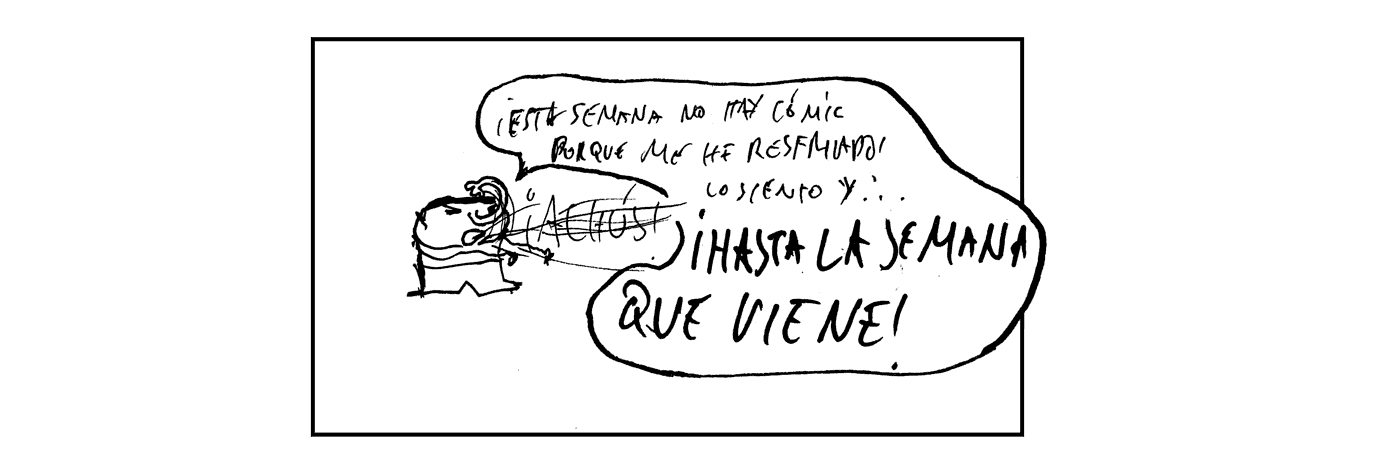 ¡ESTA SEMANA NO HAY CÓMIC
PORQUE ME HE RESFRIADO!
LO SIENTO Y...
¡ACHÚS!
¡HASTA LA SEMANA
QUE VIENE!